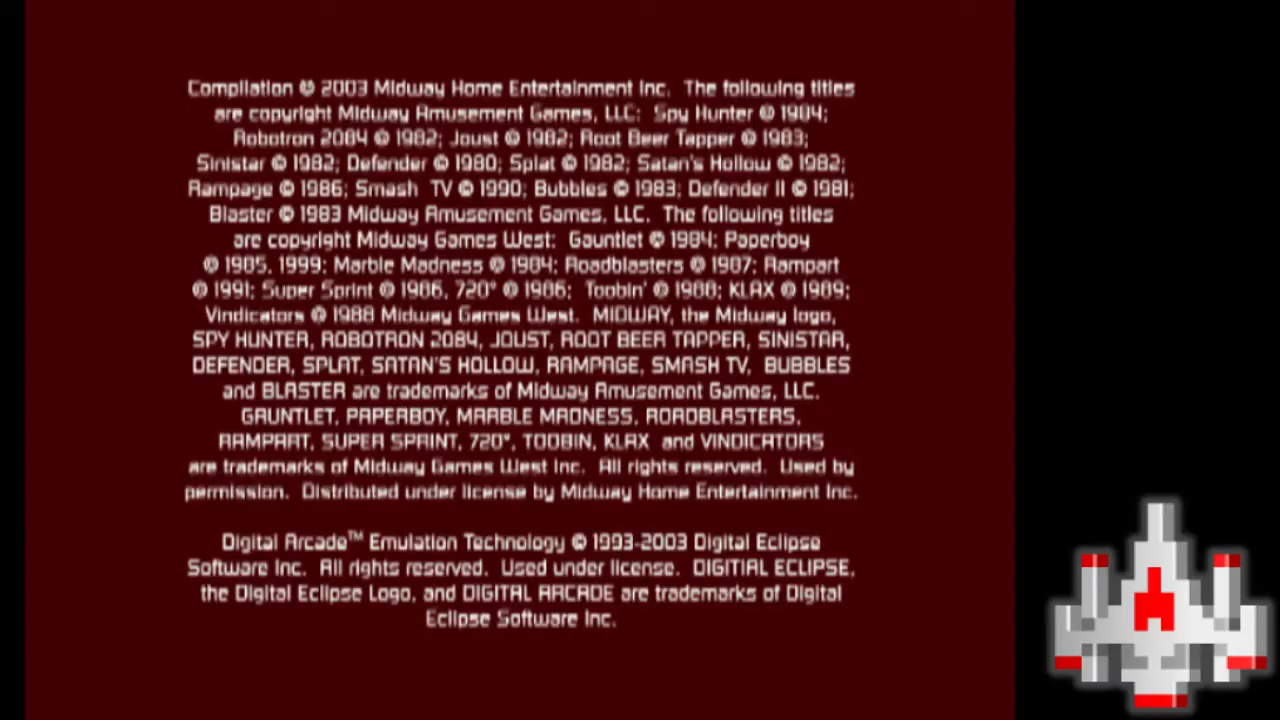 Compilation © 2003 Midway Home Entertainment Inc.  The following titles
are copyright Midway Amusement Games, LLC:  Spy Hunter © 1984;
Robotron 2084 © 1982; Joust © 1982; Root Beer Tapper © 1983;
Sinistar © 1982; Defender © 1980; Splat © 1982; Satan's Hollow © 1982;
Rampage © 1986; Smash  TV © 1990; Bubbles © 1983; Defender II © 1981;
Blaster © 1983 Midway Amusement Games, LLC.  The following titles
are copyright Midway Games West:  Gauntlet © 1984; Paperboy
© 1985, 1999; Marble Madness © 1984; Roadblasters © 1987; Rampart
© 1991; Super Sprint © 1986, 720° © 1986;  Toobin' © 1988; KLAX © 1989;
Vindicators © 1988 Midway Games West.  MIDWAY, the Midway logo,
SPY HUNTER, ROBOTRON 2084, JOUST, ROOT BEER TAPPER, SINISTAR,
DEFENDER, SPLAT, SATAN'S HOLLOW, RAMPAGE, SMASH TV,  BUBBLES
and BLASTER are trademarks of Midway Amusement Games, LLC.
GAUNTLET, PAPERBOY, MARBLE MADNESS, ROADBLASTERS,
RAMPART, SUPER SPRINT, 720°, TOOBIN, KLAX  and VINDICATORS
are trademarks of Midway Games West Inc.  All rights reserved.  Used by
permission.  Distributed under license by Midway Home Entertainment Inc.
Digital Arcade™ Emulation Technology © 1993-2003 Digital Eclipse
Software Inc.  All rights reserved.  Used under license.  DIGITIAL ECLIPSE,
the Digital Eclipse Logo, and DIGITAL ARCADE are trademarks of Digital
Eclipse Software Inc.